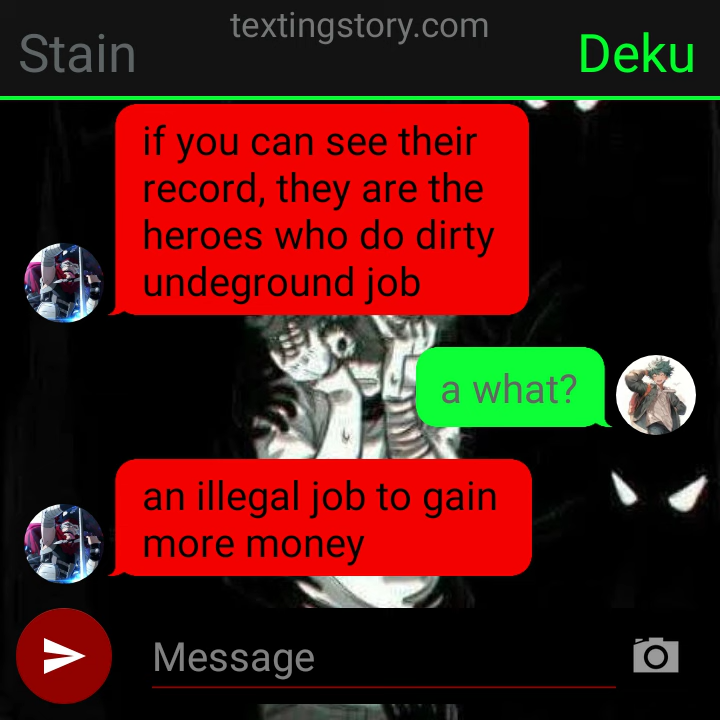 textingstory.com
Stain
Deku
if you can see their
record, they are the
heroes who do dirty
undeground job
a what?
an illegal job to gain
more money
Message